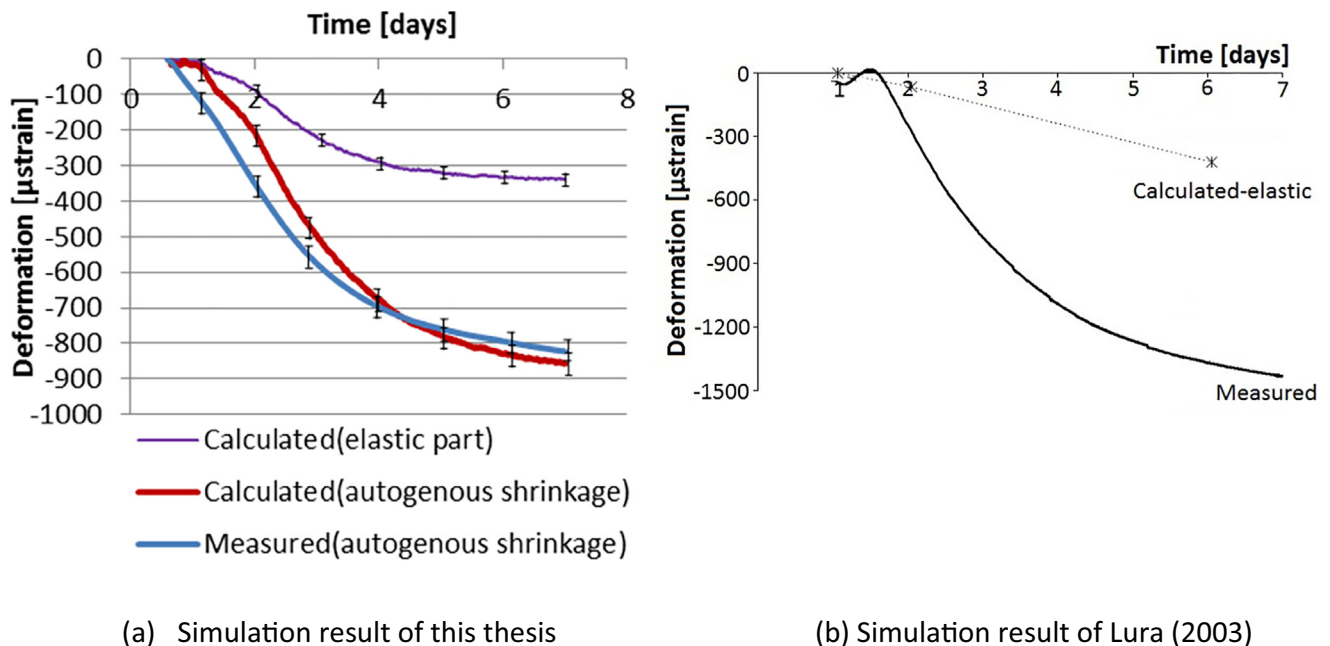 Time [days]
0
-100
-200
-300
-400
-500
-600
-700
-800
-900
-1000
0 2 4 6 8
Deformation [µstrain]
Calculated(elastic part)
Calculated(autogenous shrinkage)
Measured(autogenous shrinkage)
(a) Simulation result of this thesis
Time [days]
0
-300
-600
-900
-1200
-1500
1 2 3 4 5 6 7
Deformation [µstrain]
Calculated-elastic
Measured
(b) Simulation result of Lura (2003)